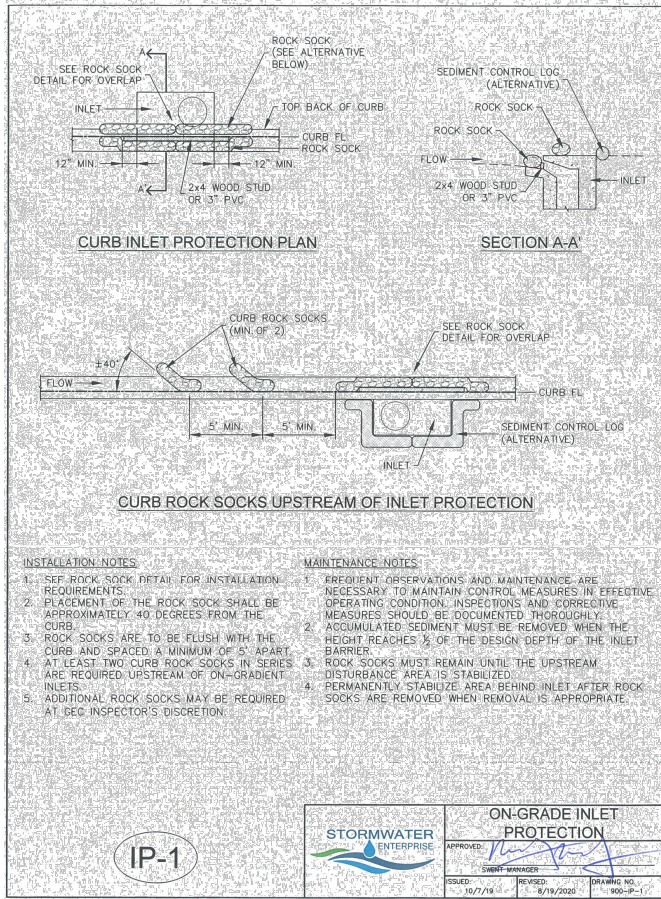 ROCK SOCK
(SEE ALTERNATIVE
BELOW)
A
SEE ROCK SOCK
DETAIL FOR OVERLAP
INLET
TOP BACK OF CURB
CURB FL
ROCK SOCK
12" MIN.
12" MIN.
A'
2x4 WOOD STUD
OR 3" PVC
CURB INLET PROTECTION PLAN
SEDIMENT CONTROL LOG
(ALTERNATIVE)
ROCK SOCK
ROCK SOCK
FLOW
INLET
2x4 WOOD STUD
OR 3" PVC
SECTION A-A'
CURB ROCK SOCKS
(MIN OF 2)
SEE ROCK SOCK
DETAIL FOR OVERLAP
±40°
FLOW
CURB FL
5' MIN.
5' MIN.
SEDIMENT CONTROL LOG
(ALTERNATIVE)
INLET
CURB ROCK SOCKS UPSTREAM OF INLET PROTECTION
INSTALLATION NOTES
1. SEE ROCK SOCK DETAIL FOR INSTALLATION
REQUIREMENTS.
2. PLACEMENT OF THE ROCK SOCK SHALL BE
APPROXIMATELY 40 DEGREES FROM THE
CURB.
3. ROCK SOCKS ARE TO BE FLUSH WITH THE
CURB AND SPACED A MINIMUM OF 5' APART.
4. AT LEAST TWO CURB ROCK SOCKS IN SERIES
ARE REQUIRED UPSTREAM OF ON-GRADIENT
INLETS.
5. ADDITIONAL ROCK SOCKS MAY BE REQUIRED
AT GEC INSPECTOR'S DISCRETION.
MAINTENANCE NOTES
1. FREQUENT OBSERVATIONS AND MAINTENANCE ARE
NECESSARY TO MAINTAIN CONTROL MEASURES IN EFFECTIVE
OPERATING CONDITION. INSPECTIONS AND CORRECTIVE
MEASURES SHOULD BE DOCUMENTED THOROUGHLY.
2. ACCUMULATED SEDIMENT MUST BE REMOVED WHEN THE
HEIGHT REACHES ½ OF THE DESIGN DEPTH OF THE INLET
BARRIER.
3. ROCK SOCKS MUST REMAIN UNTIL THE UPSTREAM
DISTURBANCE AREA IS STABILIZED.
4. PERMANENTLY STABILIZE AREA BEHIND INLET AFTER ROCK
SOCKS ARE REMOVED WHEN REMOVAL IS APPROPRIATE.
IP-1
STORMWATER
ENTERPRISE
ON-GRADE INLET
PROTECTION
APPROVED:
SWENT MANAGER
ISSUED:
10/7/19
REVISED:
8/19/2020
DRAWING NO.
900-IP-1